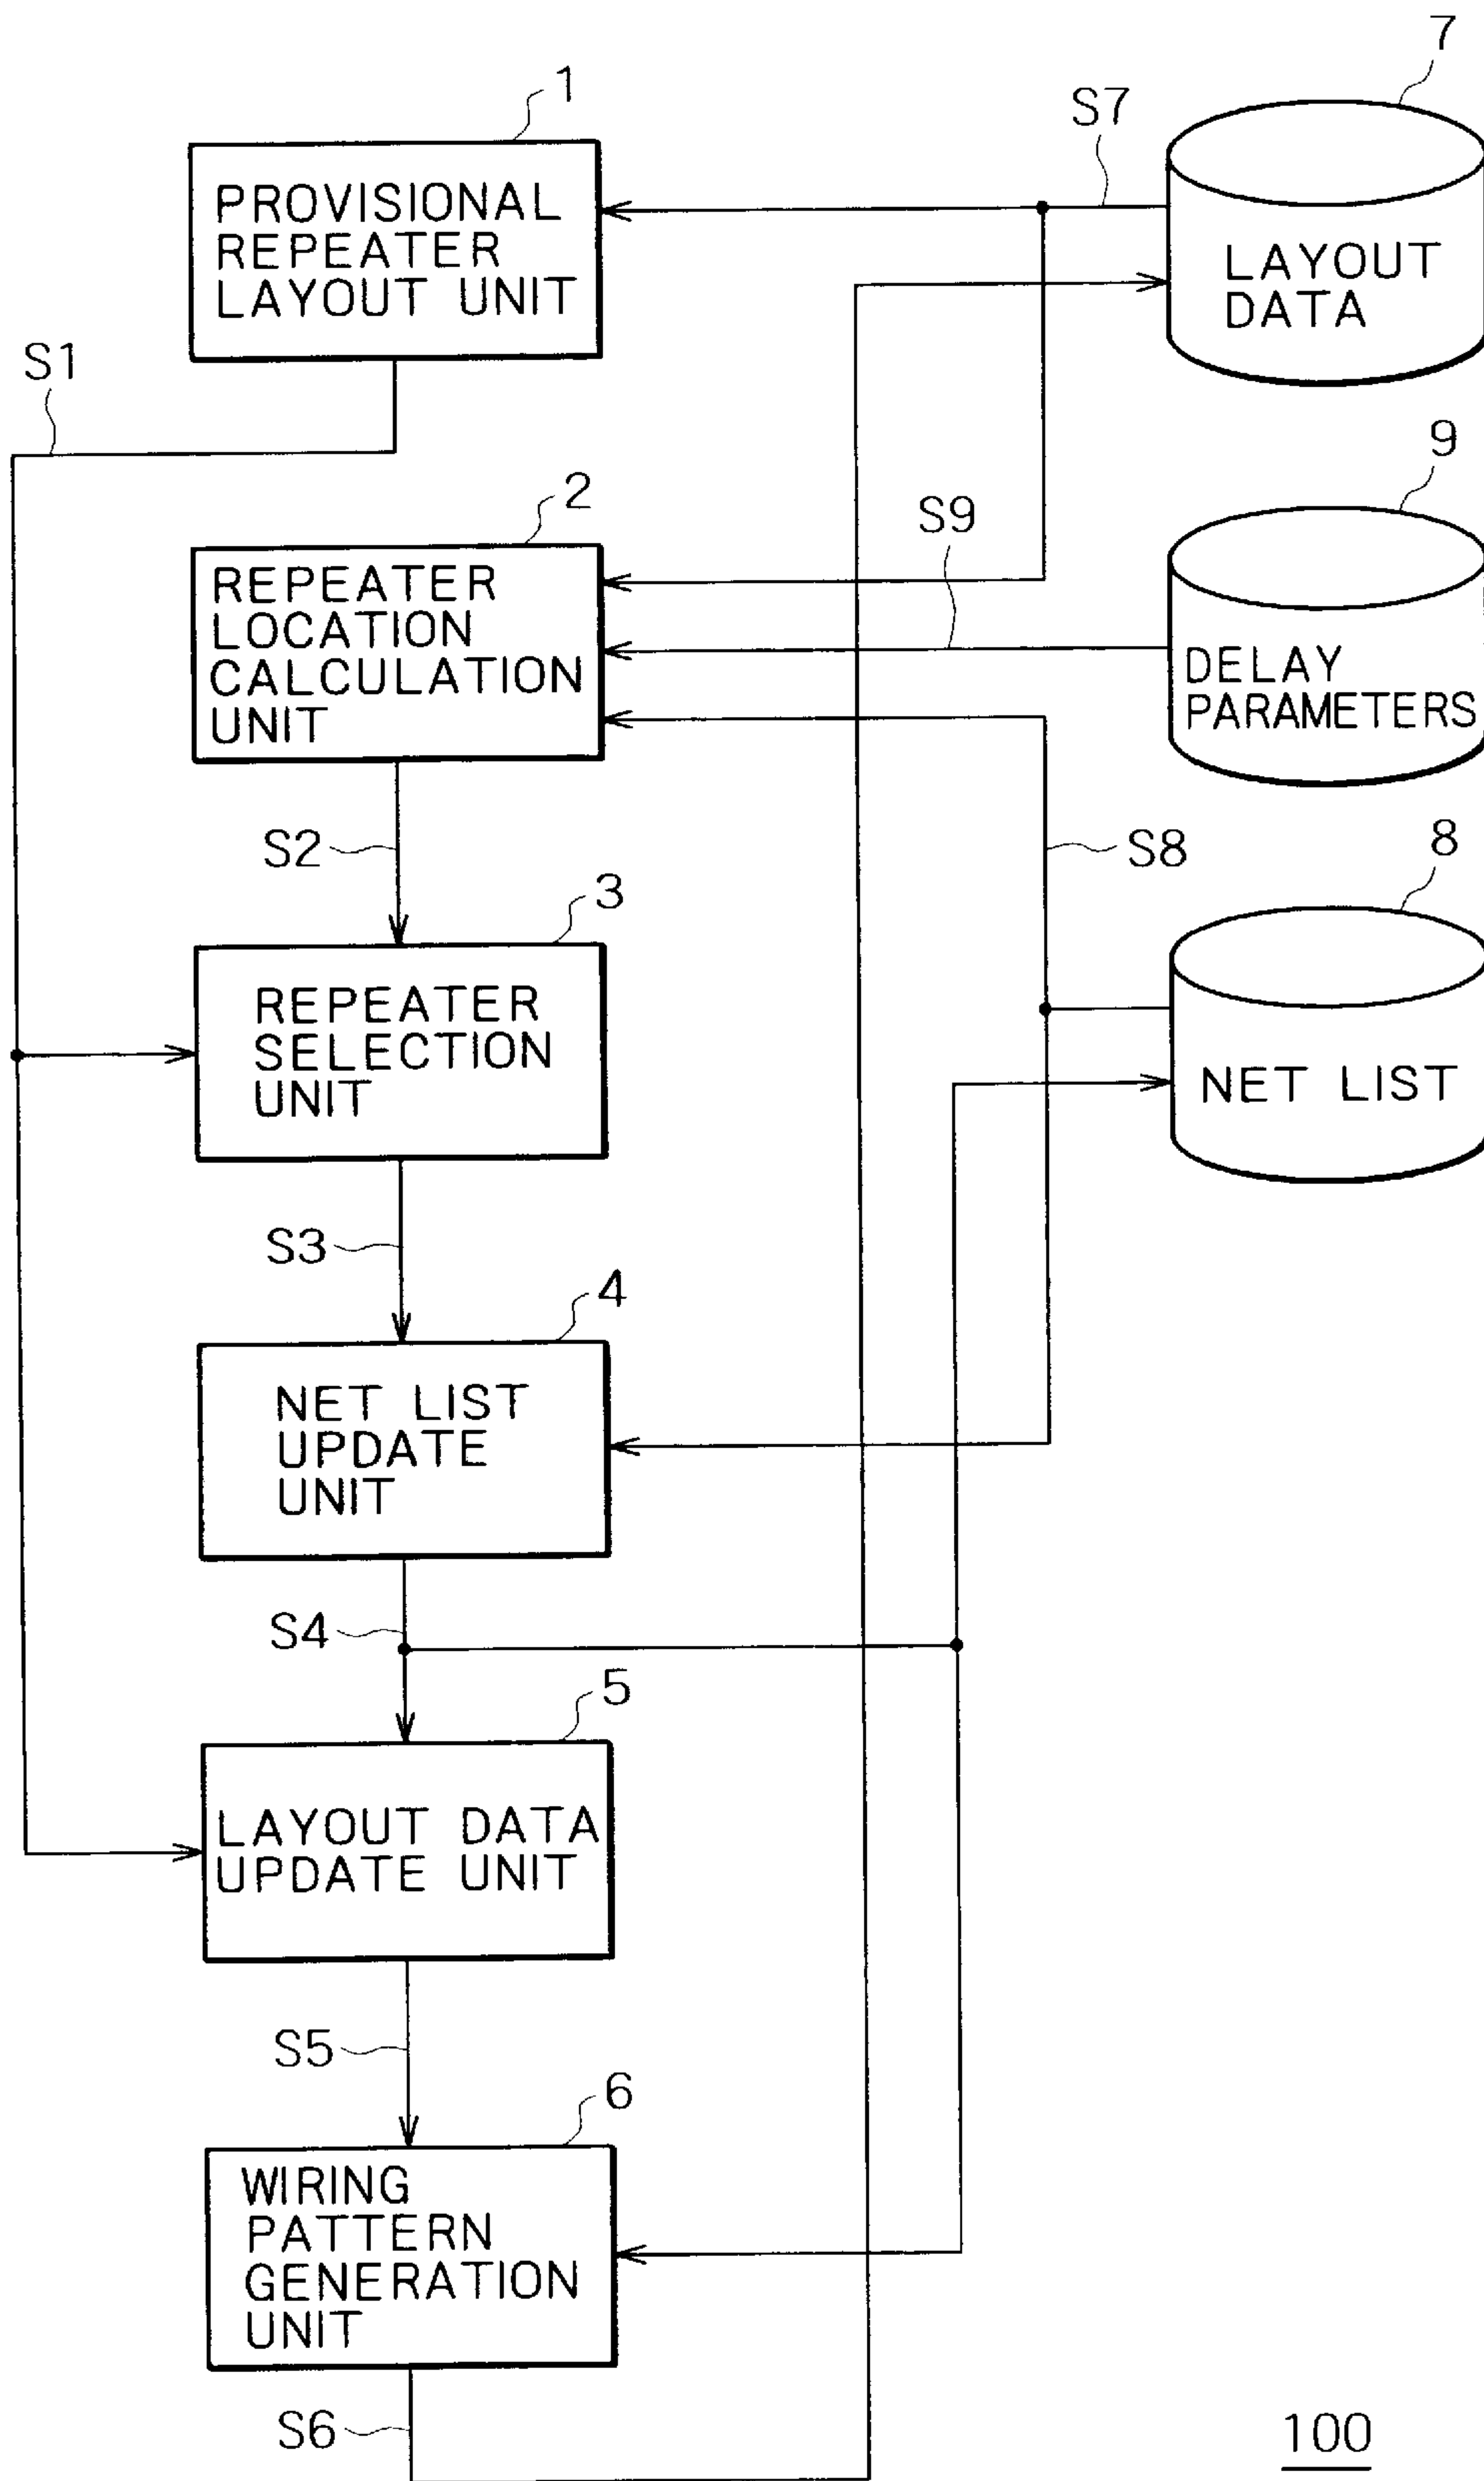 7
1
S7
PROVISIONAL
REPEATER
LAYOUT UNIT
LAYOUT
DATA
S1
9
2
S9
REPEATER
LOCATION
CALCULATION
UNIT
DELAY
PARAMETERS
S2
S8
8
3
REPEATER
SELECTION
UNIT
NET LIST
S3
4
NET LIST
UPDATE
UNIT
S4
5
LAYOUT DATA
UPDATE UNIT
S5
6
WIRING
PATTERN
GENERATION
UNIT
S6
100